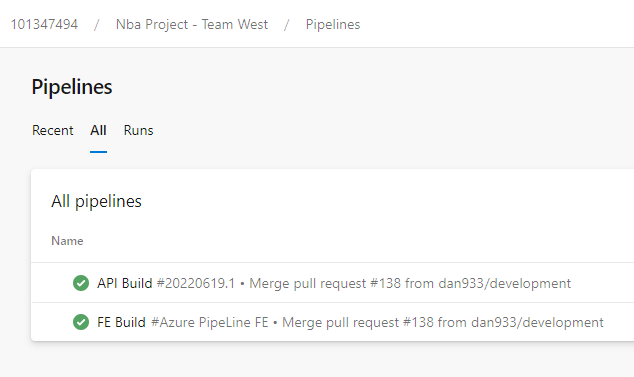 101347494 / Nba Project - Team West / Pipelines
Pipelines
Recent All Runs
All pipelines
Name
API Build #20220619.1 • Merge pull request #138 from dan933/development
FE Build #Azure PipeLine FE • Merge pull request #138 from dan933/development